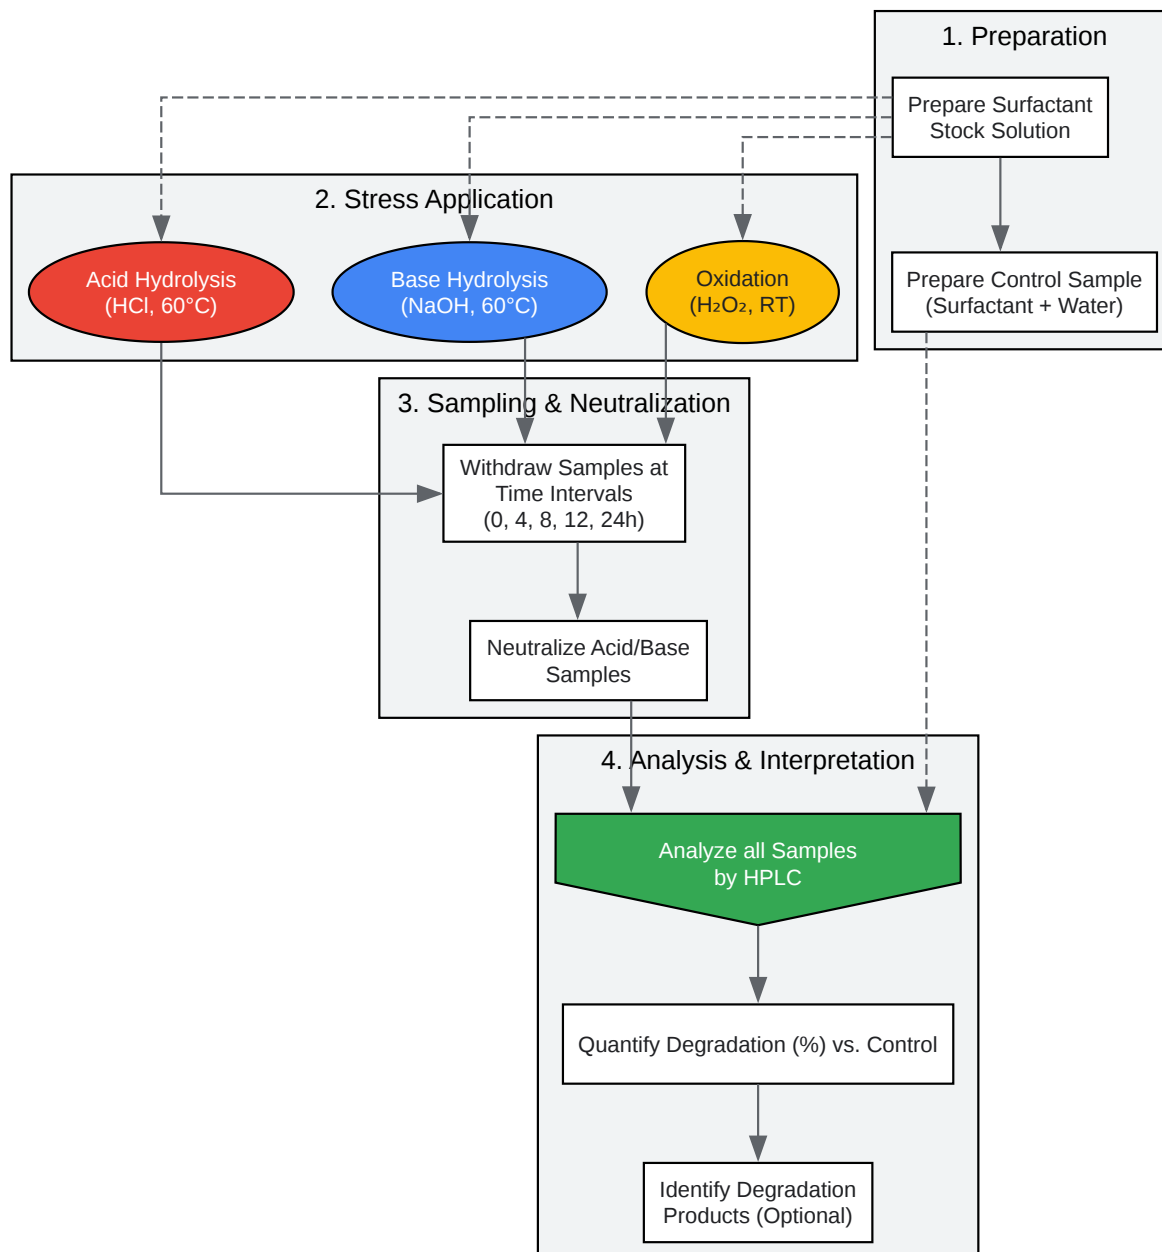 1. Preparation
Prepare Surfactant
Stock Solution
Prepare Control Sample
(Surfactant + Water)
2. Stress Application
Acid Hydrolysis
(HCl, 60°C)
Base Hydrolysis
(NaOH, 60°C)
Oxidation
(H₂O₂, RT)
3. Sampling & Neutralization
Withdraw Samples at
Time Intervals
(0, 4, 8, 12, 24h)
Neutralize Acid/Base
Samples
4. Analysis & Interpretation
Analyze all Samples
by HPLC
Quantify Degradation (%) vs. Control
Identify Degradation
Products (Optional)